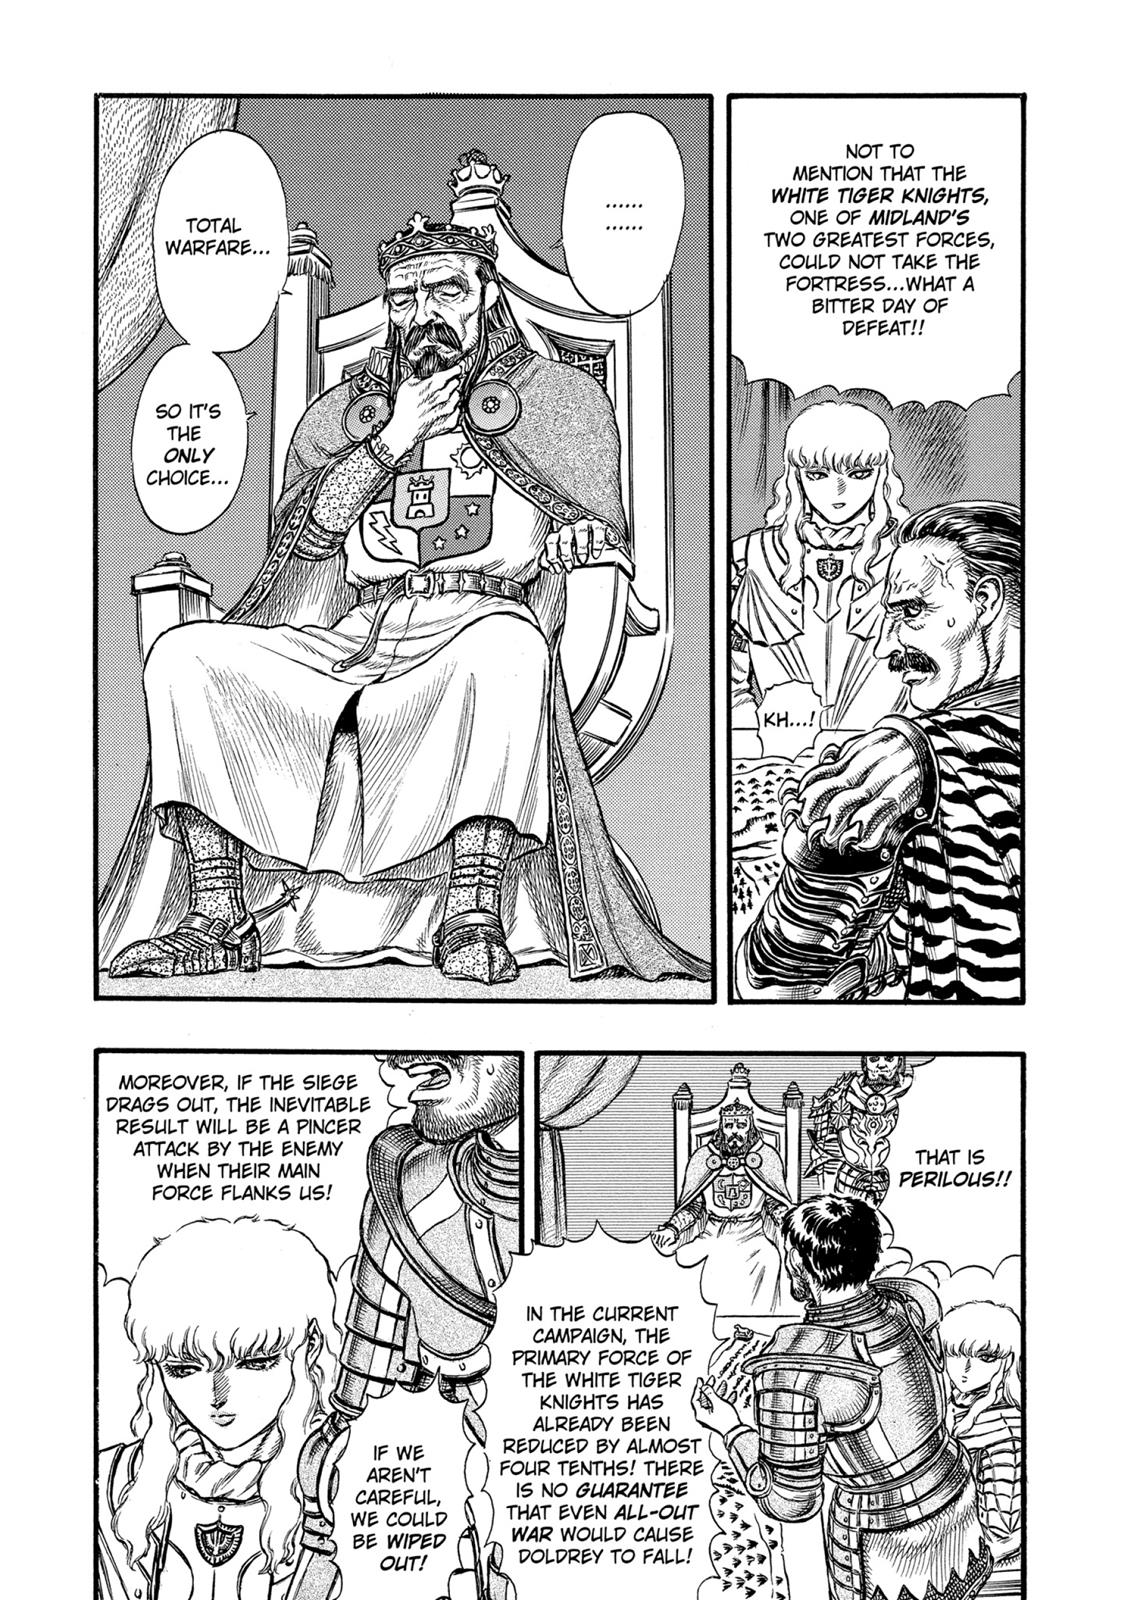 NOT TO
MENTION THAT THE
WHITE TIGER KNIGHTS,
ONE OF MIDLAND'S
TWO GREATEST FORCES,
COULD NOT TAKE THE
FORTRESS...WHAT A
BITTER DAY OF
DEFEAT!!
KH...!
......
......
TOTAL
WARFARE...
SO IT'S
THE
ONLY
CHOICE...
THAT IS
PERILOUS!!
IN THE CURRENT
CAMPAIGN, THE
PRIMARY FORCE OF
THE WHITE TIGER
KNIGHTS HAS
ALREADY BEEN
REDUCED BY ALMOST
FOUR TENTHS! THERE
IS NO GUARANTEE
THAT EVEN ALL-OUT
WAR WOULD CAUSE
DOLDREY TO FALL!
MOREOVER, IF THE SIEGE
DRAGS OUT, THE INEVITABLE
RESULT WILL BE A PINCER
ATTACK BY THE ENEMY
WHEN THEIR MAIN
FORCE FLANKS US!
IF WE
AREN'T
CAREFUL,
WE COULD
BE WIPED
OUT!